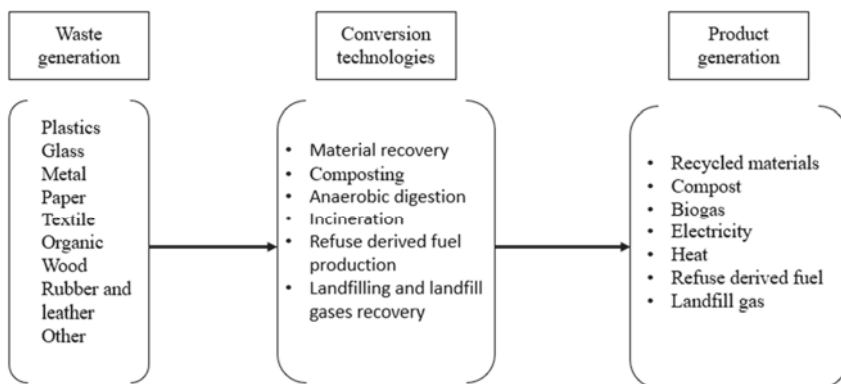 Waste
generation
Conversion
technologies
Product
generation
Plastics
Glass
Metal
Paper
Textile
Organic
Wood
Rubber and
leather
Other
• Material recovery
• Composting
• Anaerobic digestion
• Incineration
• Refuse derived fuel
production
• Landfilling and landfill
gases recovery
• Recycled materials
• Compost
• Biogas
• Electricity
• Heat
• Refuse derived fuel
• Landfill gas